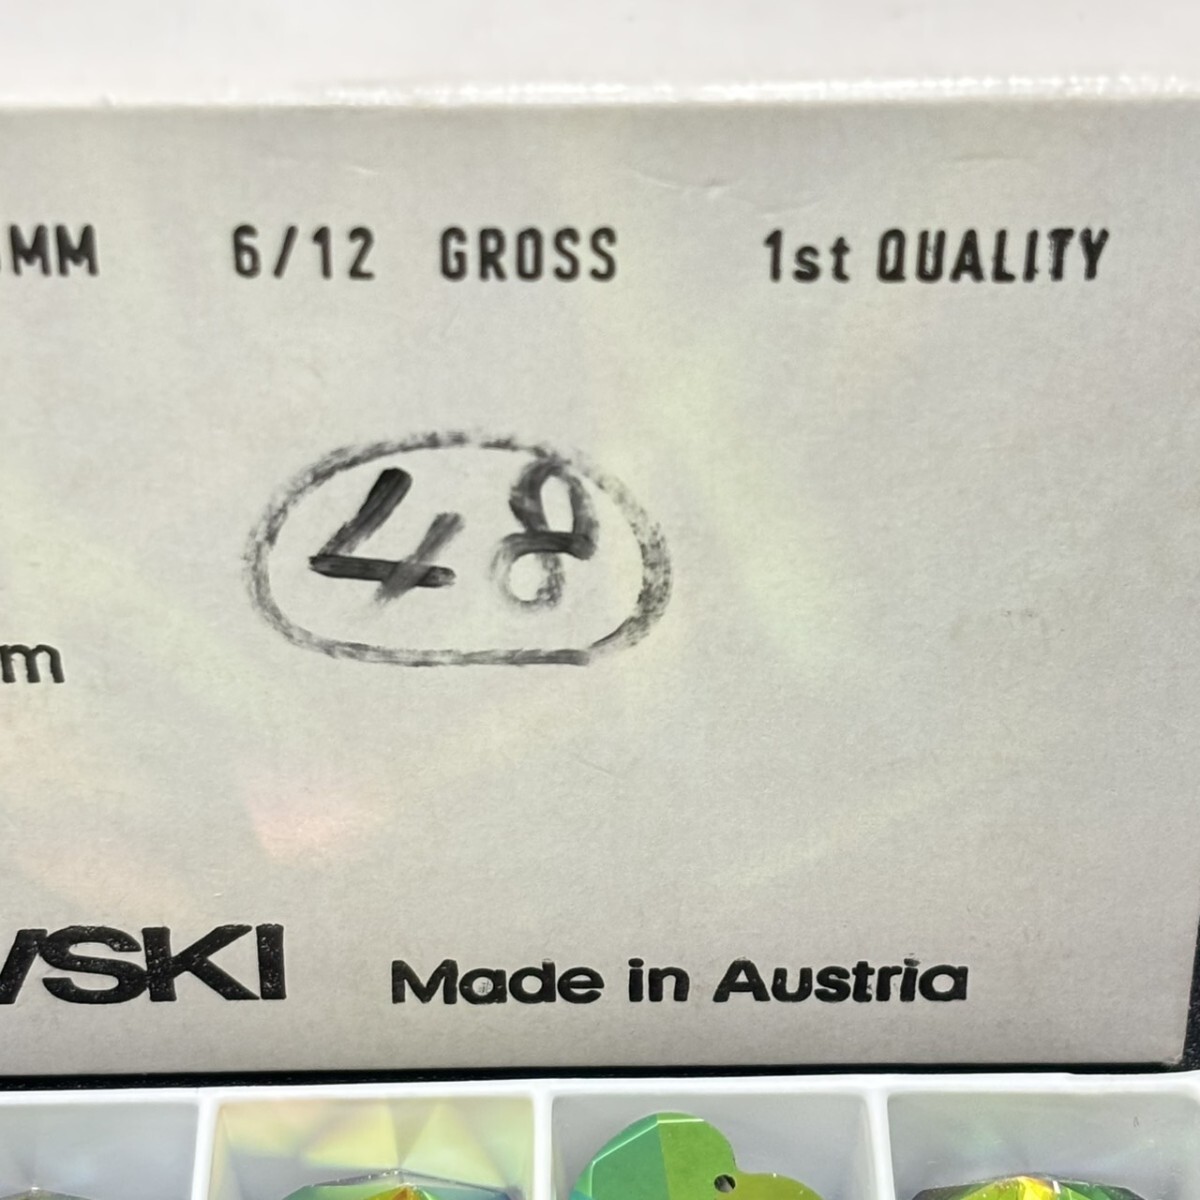 MM 6/12 GROSS 1st QUALITY
48
m
VSKI Made in Austria